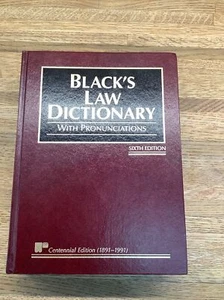 BLACK'S
LAW
DICTIONARY
WITH PRONUNCIATIONS
SIXTH EDITION
Centennial Edition (1891-1991)